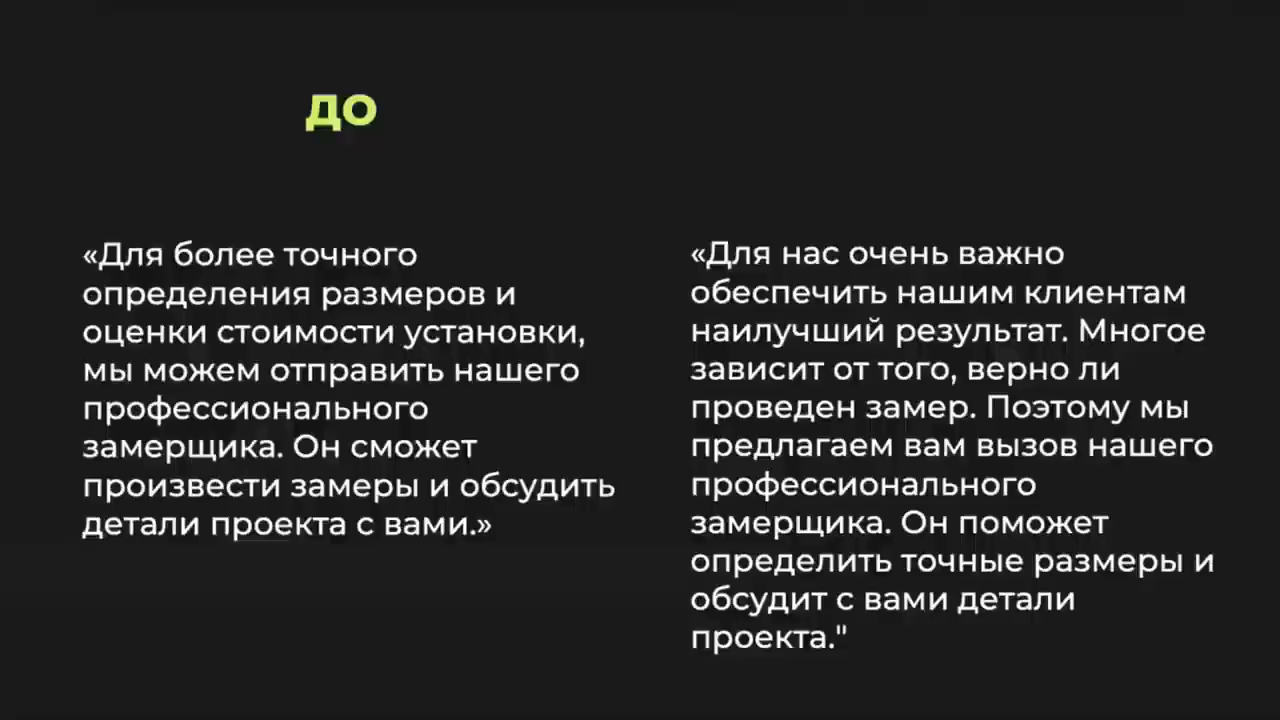 ДО
«Для более точного
определения размеров и
оценки стоимости установки,
мы можем отправить нашего
профессионального
замерщика. Он сможет
произвести замеры и обсудить
детали проекта с вами.»
«Для нас очень важно
обеспечить нашим клиентам
наилучший результат. Многое
зависит от того, верно ли
проведен замер. Поэтому мы
предлагаем вам вызов нашего
профессионального
замерщика. Он поможет
определить точные размеры и
обсудит с вами детали
проекта."